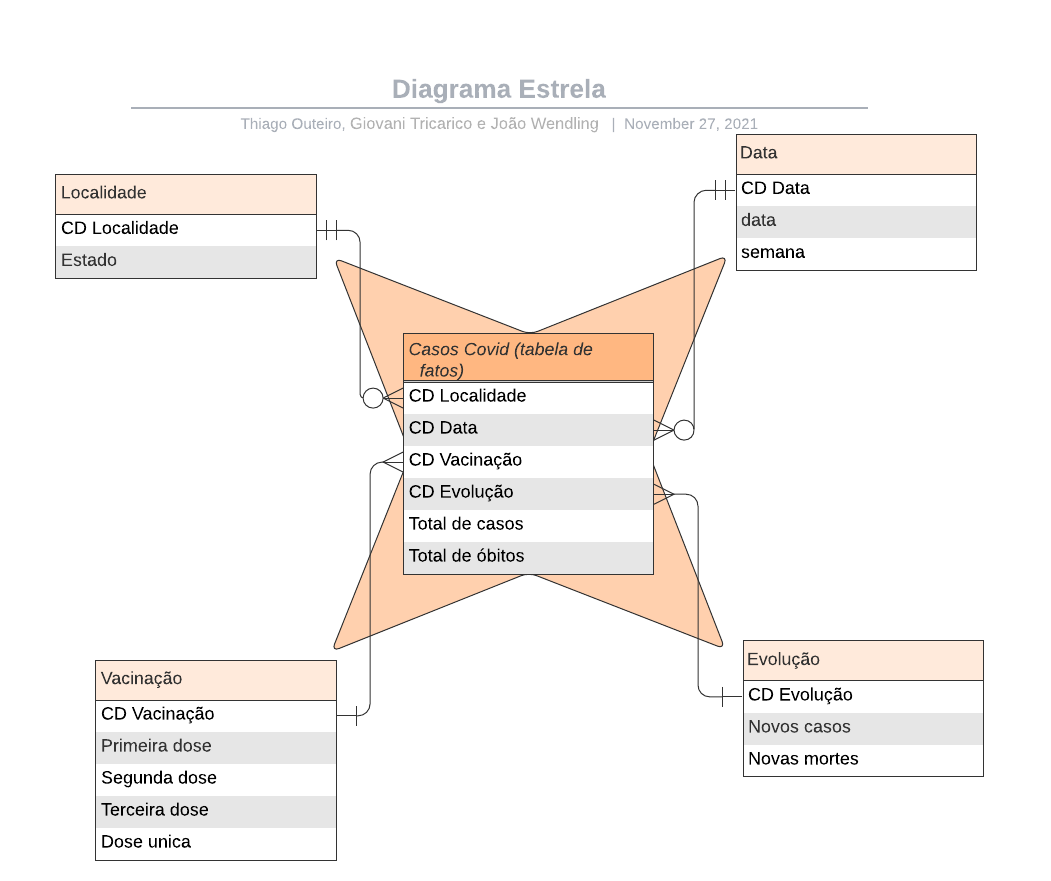 Diagrama Estrela
Thiago Outeiro, Giovani Tricarico e João Wendling | November 27, 2021
Localidade
CD Localidade
Estado
Data
CD Data
data
semana
Casos Covid (tabela de
fatos)
CD Localidade
CD Data
CD Vacinação
CD Evolução
Total de casos
Total de óbitos
Vacinação
CD Vacinação
Primeira dose
Segunda dose
Terceira dose
Dose unica
Evolução
CD Evolução
Novos casos
Novas mortes